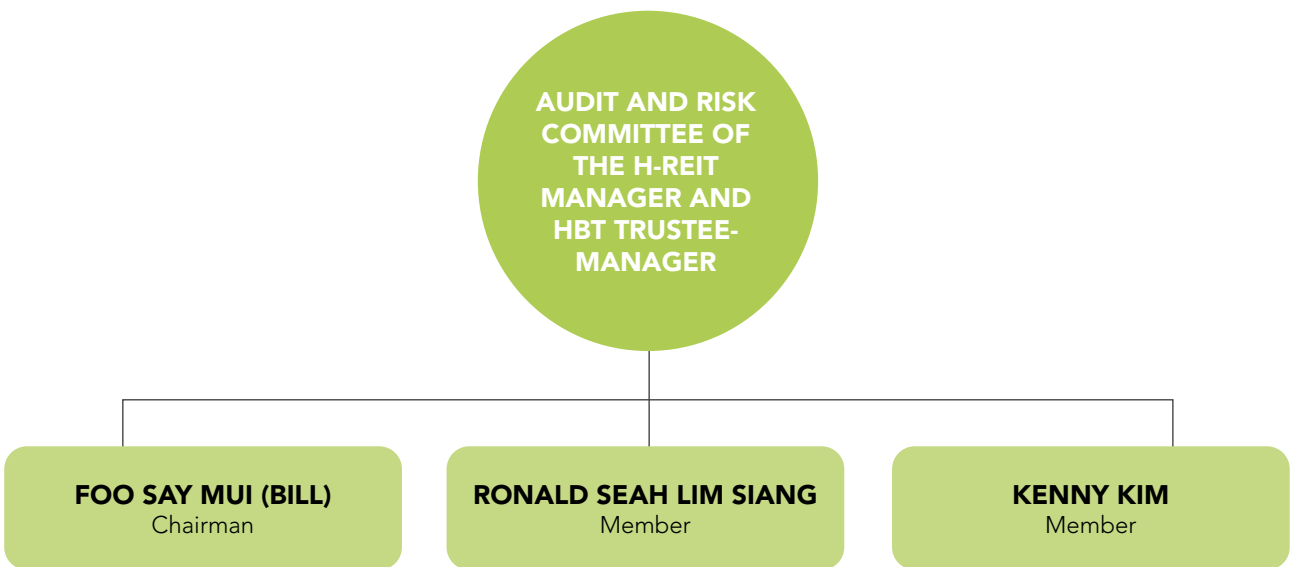 AUDIT AND RISK
COMMITTEE OF
THE H-REIT
MANAGER AND
HBT TRUSTEE-
MANAGER
FOO SAY MUI (BILL)
Chairman
RONALD SEAH LIM SIANG
Member
KENNY KIM
Member